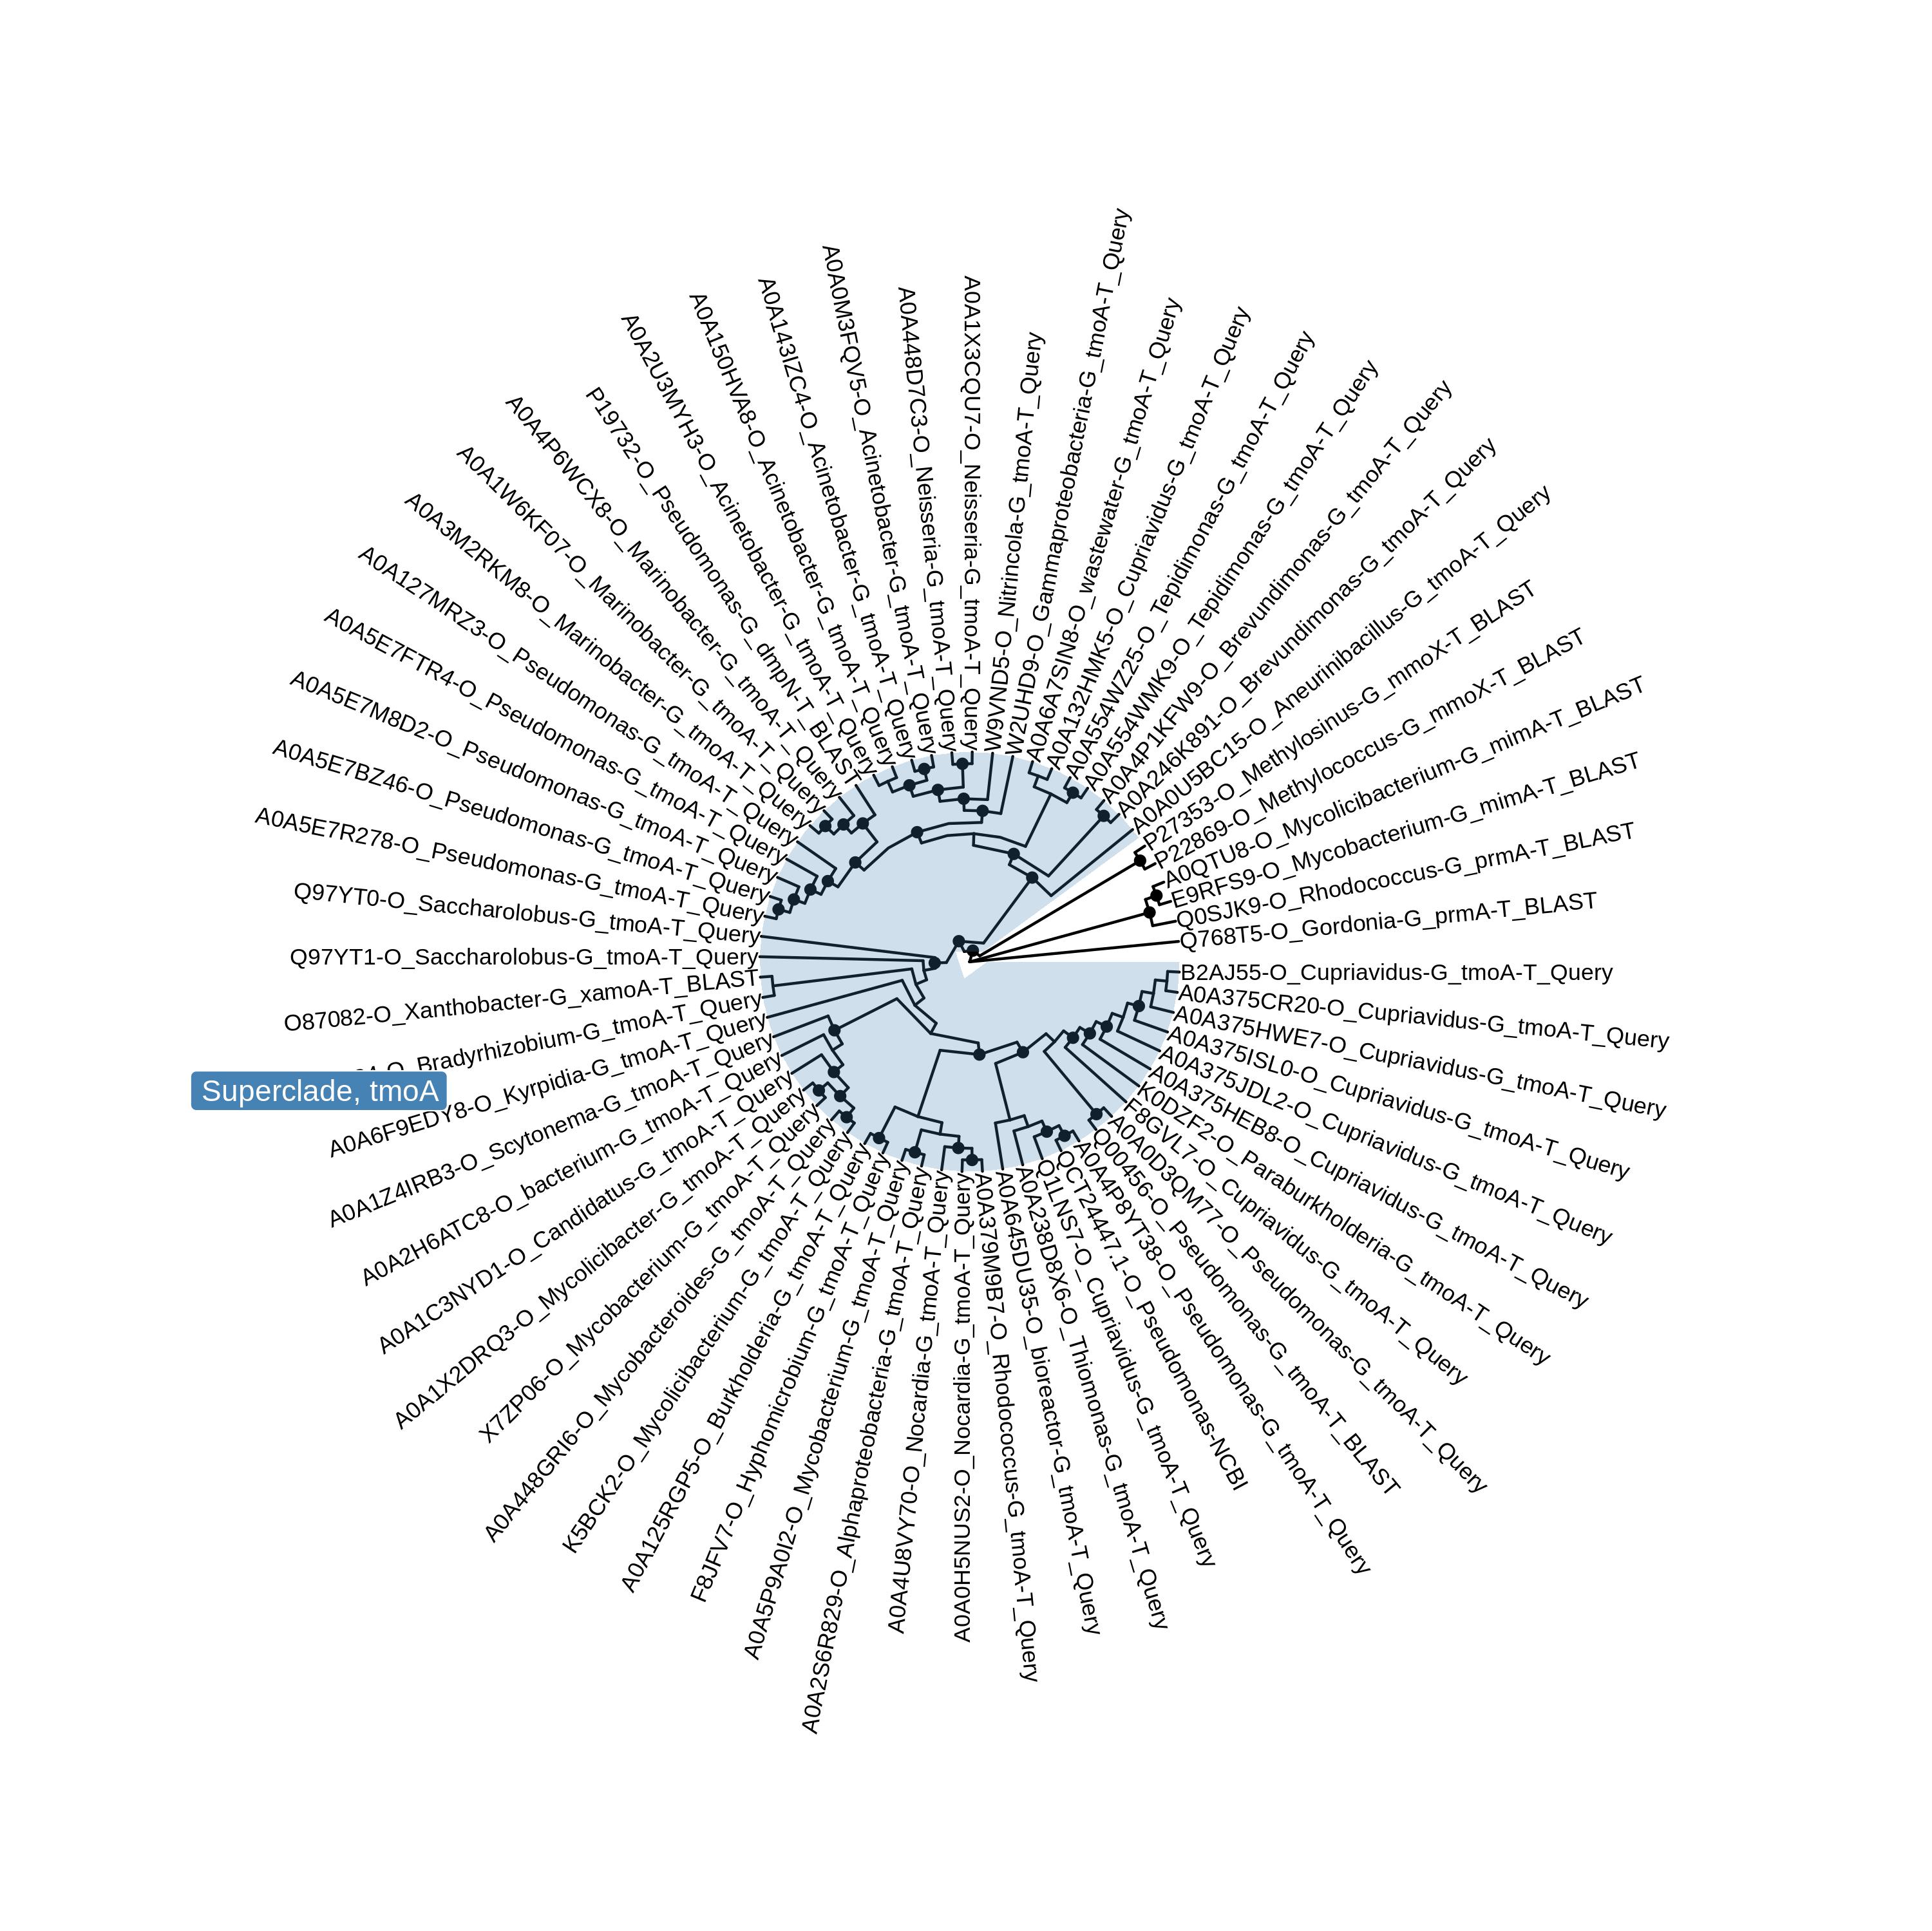 A0A1X3CQU7-O_Neisseria-G_tmoA-T_Query
W9VND5-O_Nitrincola-G_tmoA-T_Query
W2UHD9-O_Gammaproteobacteria-G_tmoA-T_Query
A0A6A7SIN8-O_wastewater-G_tmoA-T_Query
A0A132HMK5-O_Cupriavidus-G_tmoA-T_Query
A0A554WZ25-O_Tepidimonas-G_tmoA-T_Query
A0A554WMK9-O_Tepidimonas-G_tmoA-T_Query
A0A4P1KFW9-O_Brevundimonas-G_tmoA-T_Query
A0A246K891-O_Brevundimonas-G_tmoA-T_Query
A0A0U5BC15-O_Aneurinibacillus-G_tmoA-T_Query
P27353-O_Methylosinus-G_mmoX-T_BLAST
P22869-O_Methylococcus-G_mmoX-T_BLAST
A0QTU8-O_Mycolicibacterium-G_mimA-T_BLAST
E9RFS9-O_Mycobacterium-G_mimA-T_BLAST
Q0SJK9-O_Rhodococcus-G_prmA-T_BLAST
Q768T5-O_Gordonia-G_prmA-T_BLAST
B2AJ55-O_Cupriavidus-G_tmoA-T_Query
A0A375CR20-O_Cupriavidus-G_tmoA-T_Query
A0A375HWE7-O_Cupriavidus-G_tmoA-T_Query
A0A375ISL0-O_Cupriavidus-G_tmoA-T_Query
A0A375JDL2-O_Cupriavidus-G_tmoA-T_Query
A0A375HEB8-O_Cupriavidus-G_tmoA-T_Query
K0DZF2-O_Paraburkholderia-G_tmoA-T_Query
F8GVL7-O_Cupriavidus-G_tmoA-T_Query
A0A0D3QM77-O_Pseudomonas-G_tmoA-T_Query
Q00456-O_Pseudomonas-G_tmoA-T_BLAST
A0A4P8YT38-O_Pseudomonas-G_tmoA-T_Query
QCT24447.1-O_Pseudomonas-NCBI
Q1LNS7-O_Cupriavidus-G_tmoA-T_Query
A0A238D8X6-O_Thiomonas-G_tmoA-T_Query
A0A645DU35-O_bioreactor-G_tmoA-T_Query
A0A379M9B7-O_Rhodococcus-G_tmoA-T_Query
A0A0H5NUS2-O_Nocardia-G_tmoA-T_Query
A0A4U8VY70-O_Nocardia-G_tmoA-T_Query
A0A2S6R829-O_Alphaproteobacteria-G_tmoA-T_Query
A0A5P9A0I2-O_Mycobacterium-G_tmoA-T_Query
F8JFV7-O_Hyphomicrobium-G_tmoA-T_Query
A0A125RGP5-O_Burkholderia-G_tmoA-T_Query
K5BCK2-O_Mycolicibacterium-G_tmoA-T_Query
A0A448GRI6-O_Mycobacteroides-G_tmoA-T_Query
X7ZP06-O_Mycobacterium-G_tmoA-T_Query
A0A1X2DRQ3-O_Mycolicibacter-G_tmoA-T_Query
A0A1C3NYD1-O_Candidatus-G_tmoA-T_Query
A0A2H6ATC8-O_bacterium-G_tmoA-T_Query
A0A1Z4IRB3-O_Scytonema-G_tmoA-T_Query
A0A6F9EDY8-O_Kyrpidia-G_tmoA-T_Query
Superclade, tmoA
Bradyrhizobium-G_tmoA-T_Query
O87082-O_Xanthobacter-G_xamoA-T_BLAST
Q97YT1-O_Saccharolobus-G_tmoA-T_Query
Q97YT0-O_Saccharolobus-G_tmoA-T_Query
A0A5E7R278-O_Pseudomonas-G_tmoA-T_Query
A0A5E7BZ46-O_Pseudomonas-G_tmoA-T_Query
A0A5E7M8D2-O_Pseudomonas-G_tmoA-T_Query
A0A5E7FTR4-O_Pseudomonas-G_tmoA-T_Query
A0A127MRZ3-O_Pseudomonas-G_tmoA-T_Query
A0A3M2RKM8-O_Marinobacter-G_tmoA-T_Query
A0A1W6KF07-O_Marinobacter-G_tmoA-T_Query
A0A4P6WCX8-O_Marinobacter-G_tmoA-T_Query
P19732-O_Pseudomonas-G_dmpN-T_BLAST
A0A2U3MYH3-O_Acinetobacter-G_tmoA-T_Query
A0A150HVA8-O_Acinetobacter-G_tmoA-T_Query
A0A143IZC4-O_Acinetobacter-G_tmoA-T_Query
A0A0M3FQV5-O_Acinetobacter-G_tmoA-T_Query
A0A448D7C3-O_Neisseria-G_tmoA-T_Query